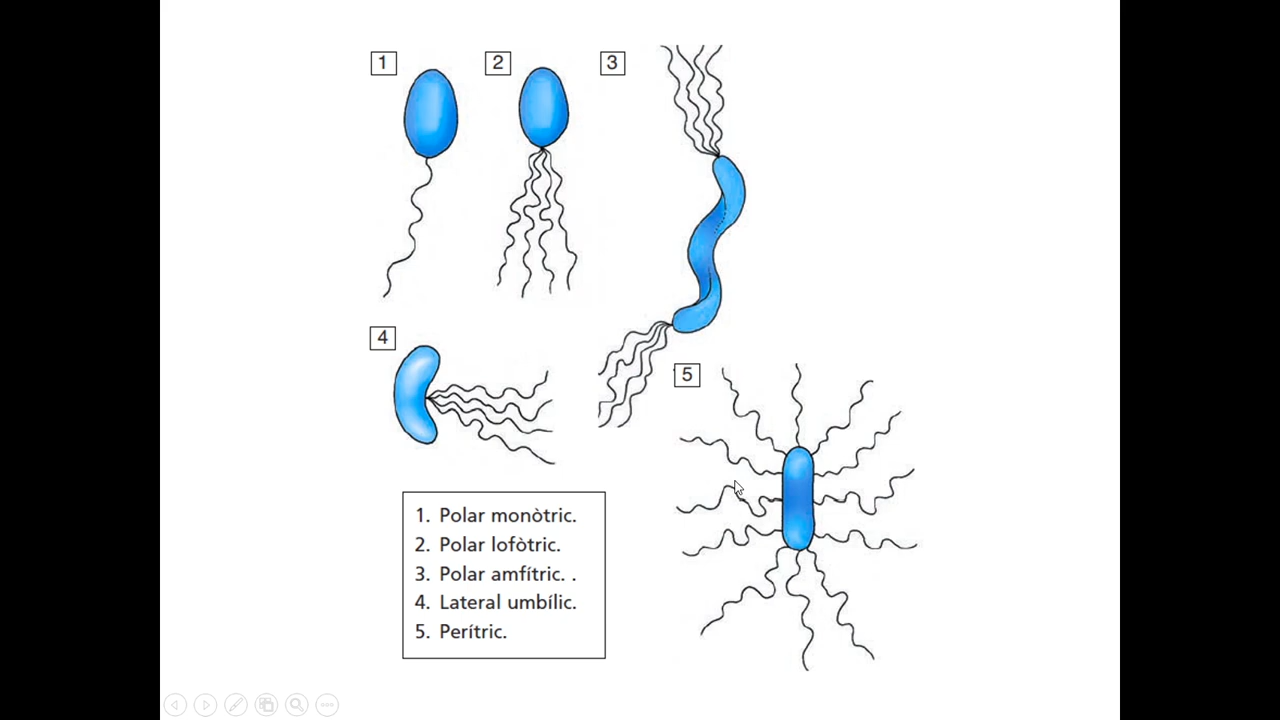 1
2
3
4
5
1. Polar monòtric.
2. Polar lofòtric.
3. Polar amfítric. .
4. Lateral umbílic.
5. Perítric.